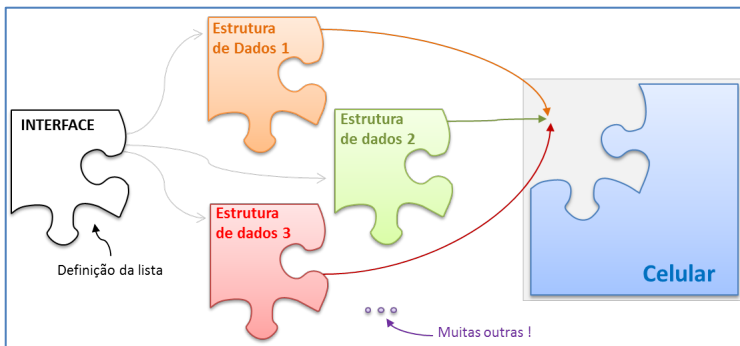 Estrutura
de Dados 1
INTERFACE
Estrutura
de dados 2
Estrutura
de dados 3
Definição da lista
Celular
Muitas outras !